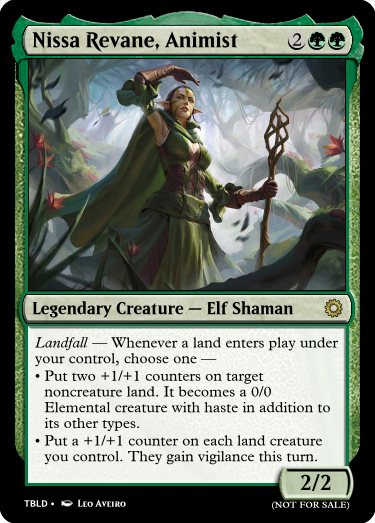 Nissa Revane, Animist 2
Legendary Creature — Elf Shaman
Landfall — Whenever a land enters play under
your control, choose one —
• Put two +1/+1 counters on target
noncreature land. It becomes a 0/0
Elemental creature with haste in addition to
its other types.
• Put a +1/+1 counter on each land creature
you control. They gain vigilance this turn.
2/2
TBLD • Leo Aveiro
(NOT FOR SALE)